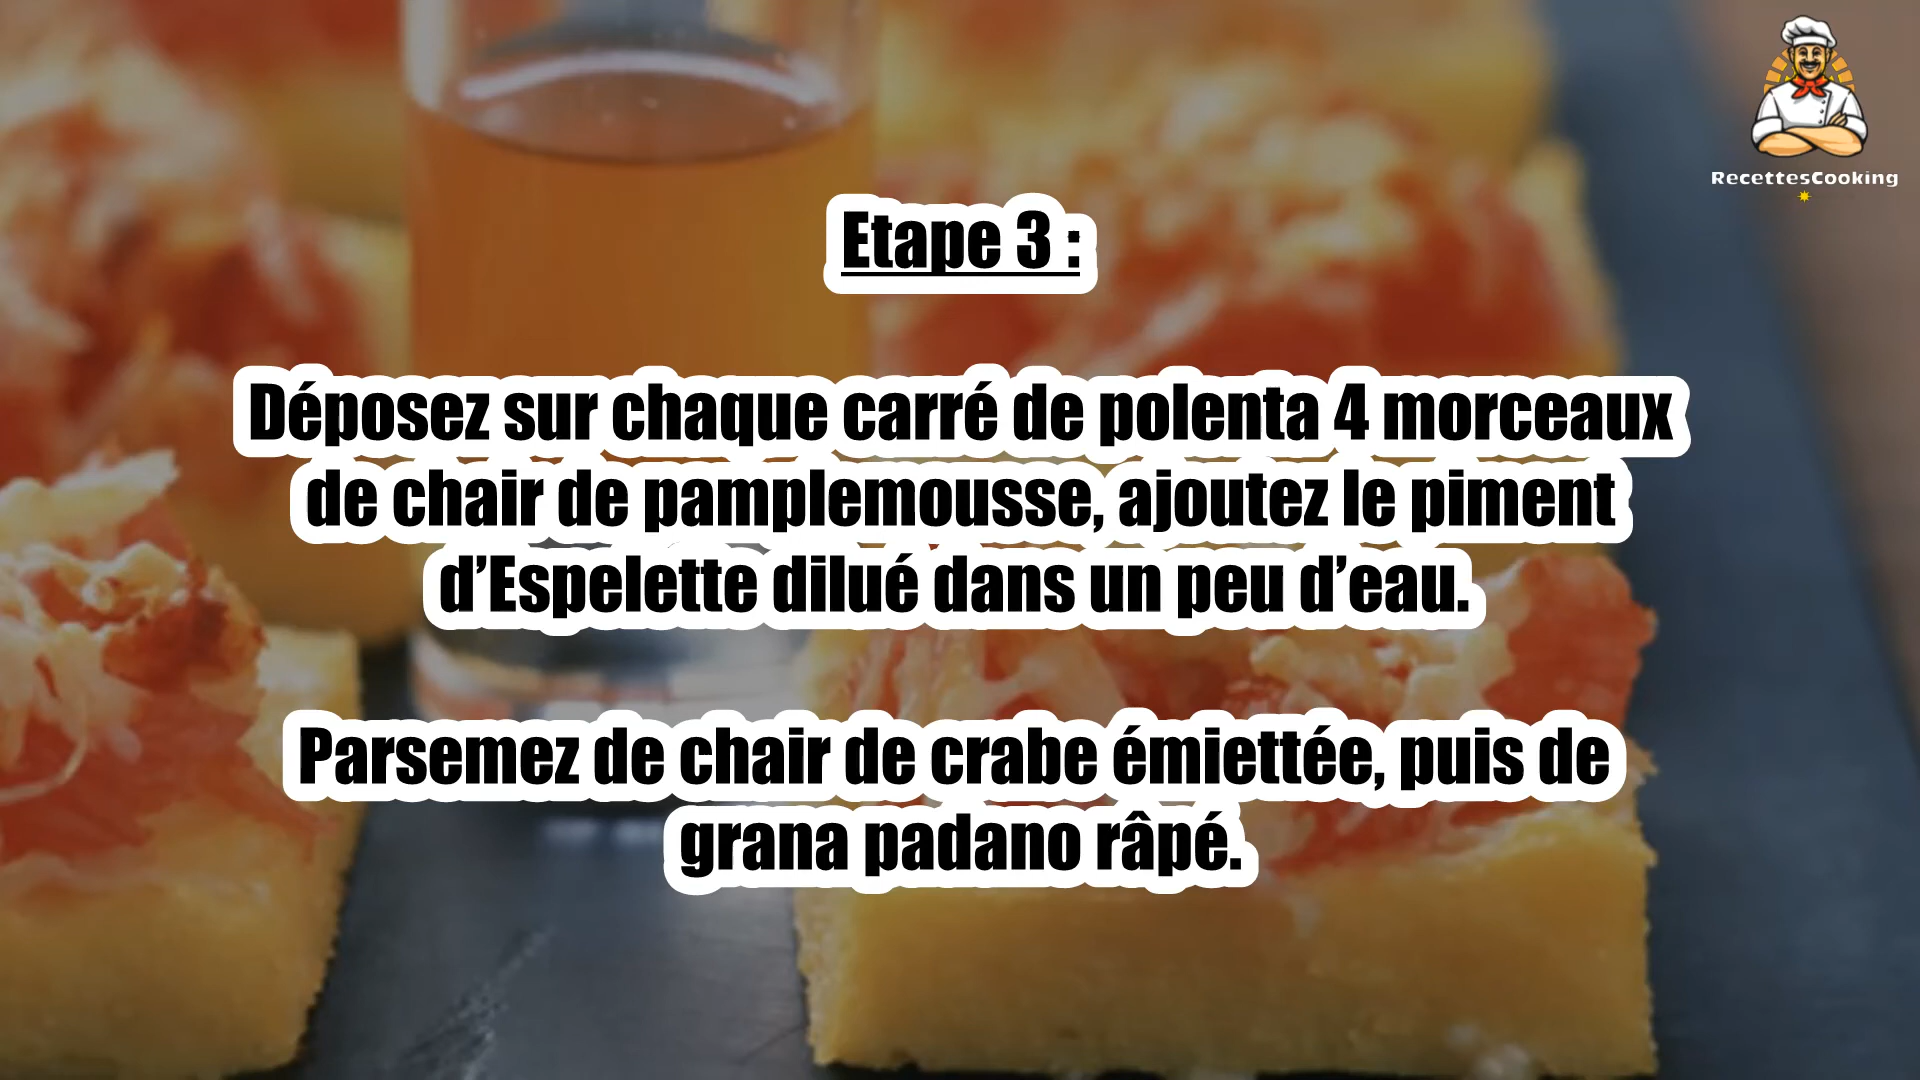 RecettesCooking
Etape 3 :
Déposez sur chaque carré de polenta 4 morceaux
de chair de pamplemousse, ajoutez le piment
d’Espelette dilué dans un peu d’eau.
Parsemez de chair de crabe émiettée, puis de
grana padano râpé.